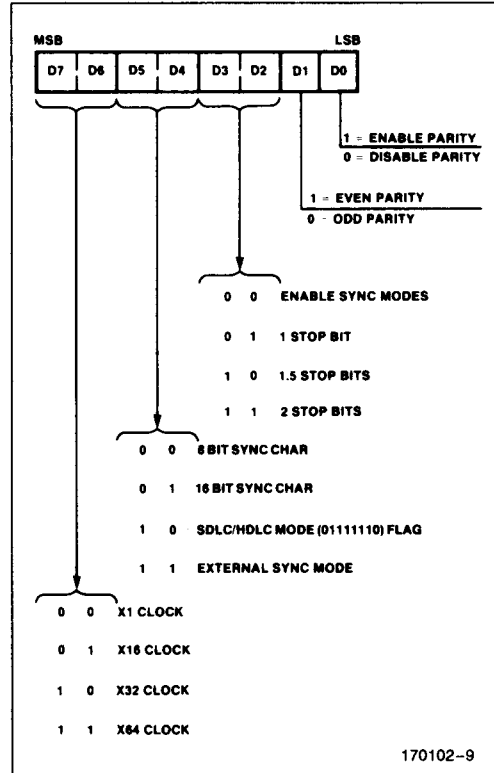 MSB LSB
D7 D6 D5 D4 D3 D2 D1 D0
1 = ENABLE PARITY
0 = DISABLE PARITY
1 = EVEN PARITY
0 - ODD PARITY
0 0 ENABLE SYNC MODES
0 1 1 STOP BIT
1 0 1.5 STOP BITS
1 1 2 STOP BITS
0 0 8 BIT SYNC CHAR
0 1 16 BIT SYNC CHAR
1 0 SDLC/HDLC MODE (01111110) FLAG
1 1 EXTERNAL SYNC MODE
0 0 X1 CLOCK
0 1 X16 CLOCK
1 0 X32 CLOCK
1 1 X64 CLOCK
170102-9